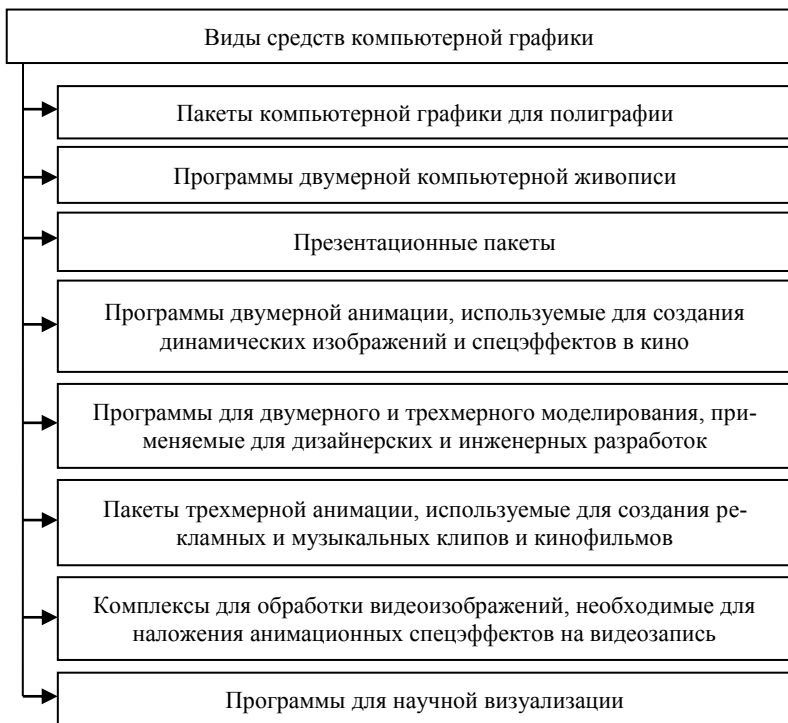 Виды средств компьютерной графики
Пакеты компьютерной графики для полиграфии
Программы двумерной компьютерной живописи
Презентационные пакеты
Программы двумерной анимации, используемые для создания
динамических изображений и спецэффектов в кино
Программы для двумерного и трехмерного моделирования, при-
меняемые для дизайнерских и инженерных разработок
Пакеты трехмерной анимации, используемые для создания ре-
кламных и музыкальных клипов и кинофильмов
Комплексы для обработки видеоизображений, необходимые для
наложения анимационных спецэффектов на видеозапись
Программы для научной визуализации